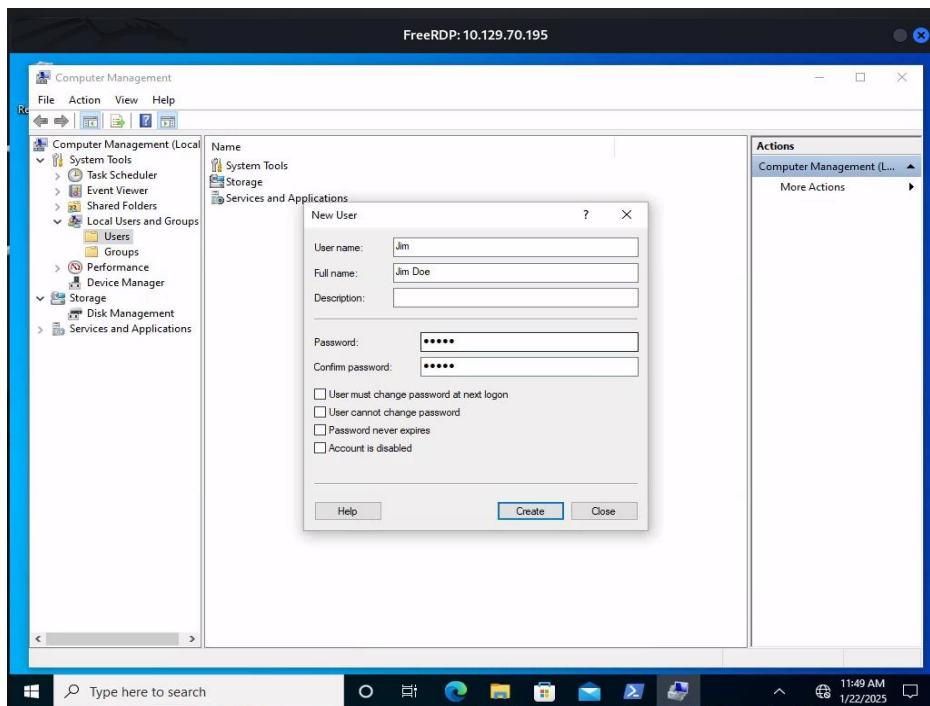 FreeRDP: 10.129.70.195
Computer Management
File Action View Help
Computer Management (Local
System Tools
Task Scheduler
Event Viewer
Shared Folders
Local Users and Groups
Users
Groups
Performance
Device Manager
Storage
Disk Management
Services and Applications
Name
System Tools
Storage
Services and Applications
Actions
Computer Management (L...
More Actions
New User
User name: Jim
Full name: Jim Doe
Description:
Password: •••••
Confirm password: •••••
User must change password at next logon
User cannot change password
Password never expires
Account is disabled
Help Create Close
Type here to search
11:49 AM
1/22/2025